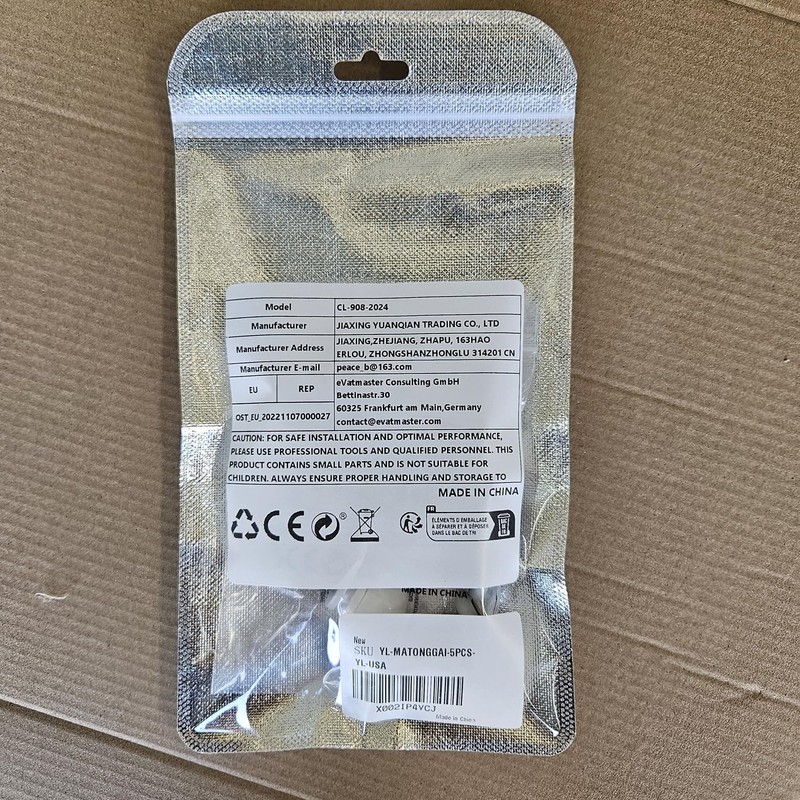 Model CL-908-2024
Manufacturer JIAXING YUANQIAN TRADING CO., LTD
Manufacturer Address JIAXING,ZHEJIANG, ZHAPU, 163HAO
ERLOU, ZHONGSHANZHONGLU 314201 CN
Manufacturer E-mail peace_b@163.com
EU REP eVatmaster Consulting GmbH
Bettinastr.30
60325 Frankfurt am Main,Germany
OST_EU_20221107000027 contact@evatmaster.com
CAUTION: FOR SAFE INSTALLATION AND OPTIMAL PERFORMANCE,
PLEASE USE PROFESSIONAL TOOLS AND QUALIFIED PERSONNEL. THIS
PRODUCT CONTAINS SMALL PARTS AND IS NOT SUITABLE FOR
CHILDREN. ALWAYS ENSURE PROPER HANDLING AND STORAGE TO
MADE IN CHINA
CE ®
FR
ÉLÉMENTS D'EMBALLAGE
À SÉPARER ET À DÉPOSER
DANS LE BAC DE TRI
MADE IN CHINA
New
SKU YL-MATONGGAI-5PCS-
YL-USA
X002IP4YCJ
Made in China